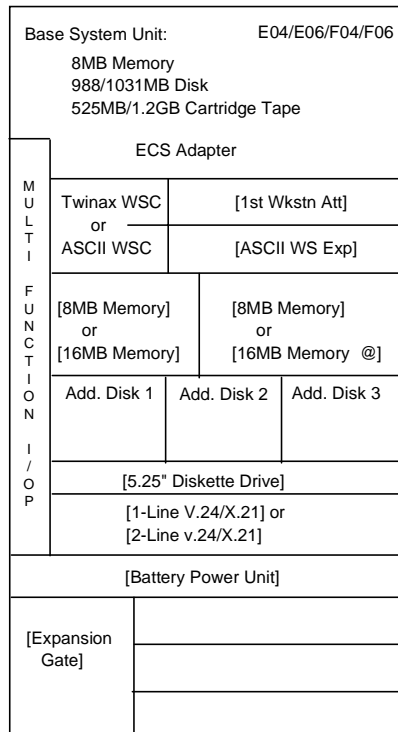 Base System Unit: E04/E06/F04/F06
8MB Memory
988/1031MB Disk
525MB/1.2GB Cartridge Tape
ECS Adapter
MULTI FUNCTION I/OP
Twinax WSC
or
ASCII WSC
[1st Wkstn Att]
[ASCII WS Exp]
[8MB Memory]
or
[16MB Memory]
[8MB Memory]
or
[16MB Memory @]
Add. Disk 1
Add. Disk 2
Add. Disk 3
[5.25" Diskette Drive]
[1-Line V.24/X.21] or
[2-Line v.24/X.21]
[Battery Power Unit]
[Expansion
Gate]